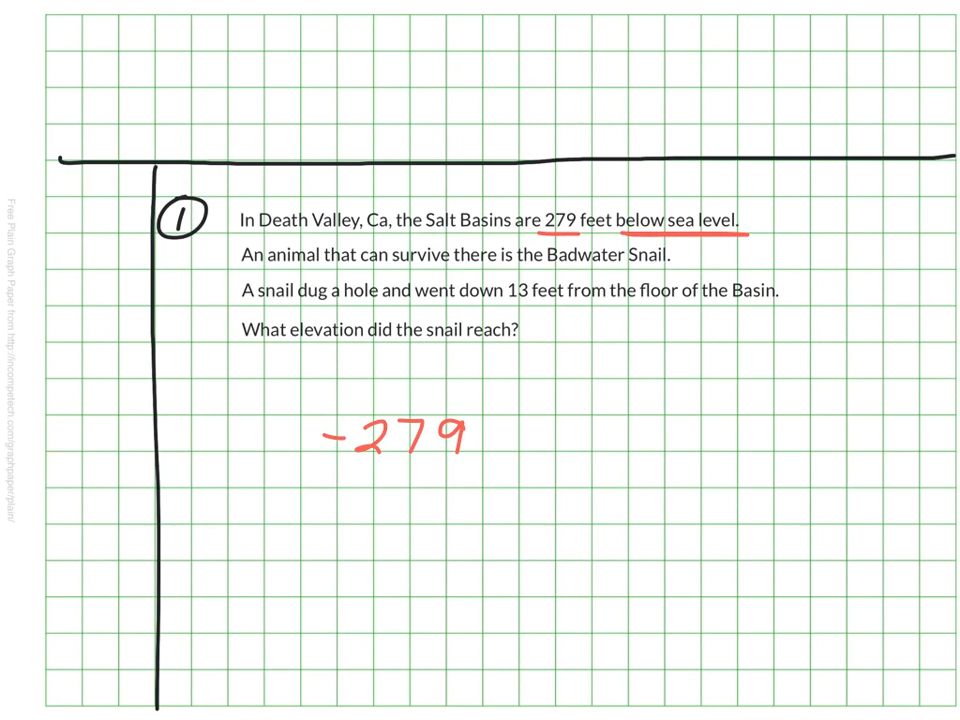 1
In Death Valley, Ca, the Salt Basins are 279 feet below sea level.
An animal that can survive there is the Badwater Snail.
A snail dug a hole and went down 13 feet from the floor of the Basin.
What elevation did the snail reach?
-279
Free Plain Graph Paper from http://incompetech.com/graphpaper/plain/